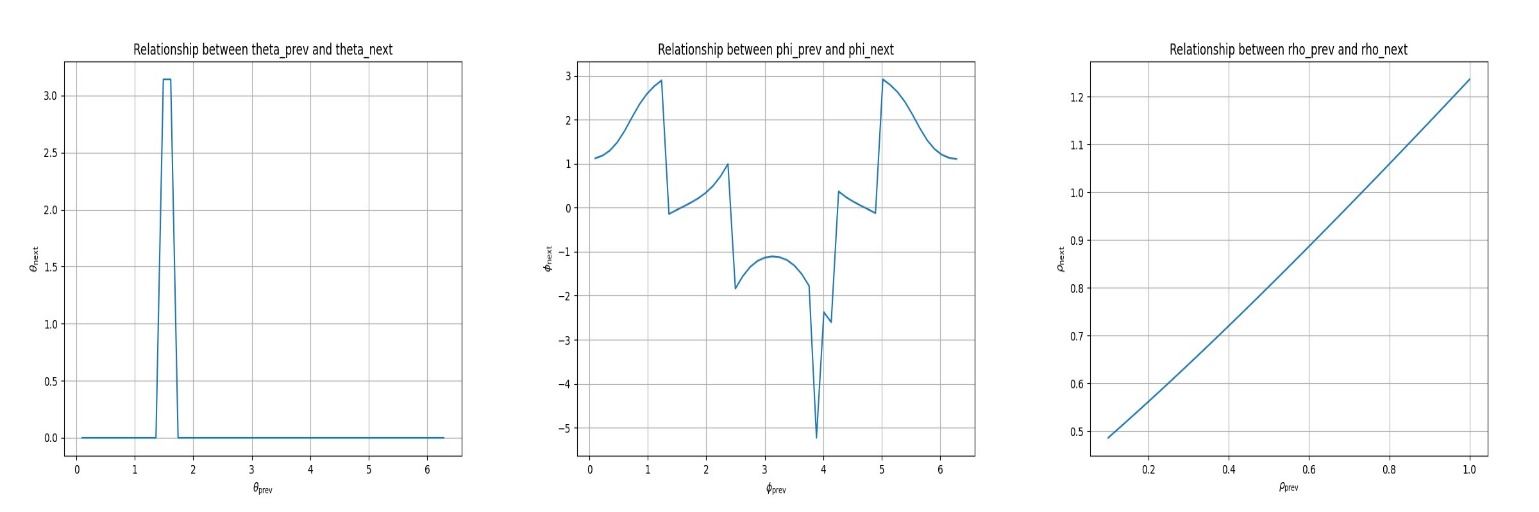 Relationship between theta_prev and theta_next
3.0
2.5
2.0
1.5
1.0
0.5
0.0
θnext
0 1 2 3 4 5 6
θprev
Relationship between phi_prev and phi_next
3
2
1
0
−1
−2
−3
−4
−5
ϕnext
0 1 2 3 4 5 6
ϕprev
Relationship between rho_prev and rho_next
1.2
1.1
1.0
0.9
0.8
0.7
0.6
0.5
ρnext
0.2 0.4 0.6 0.8 1.0
ρprev